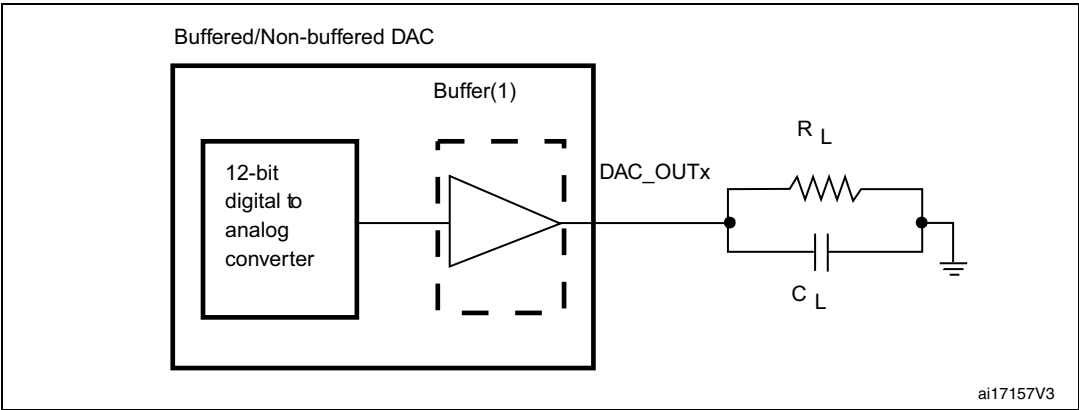 Buffered/Non-buffered DAC
Buffer(1)
12-bit
digital to
analog
converter
DAC_OUTx
R L
C L
ai17157V3